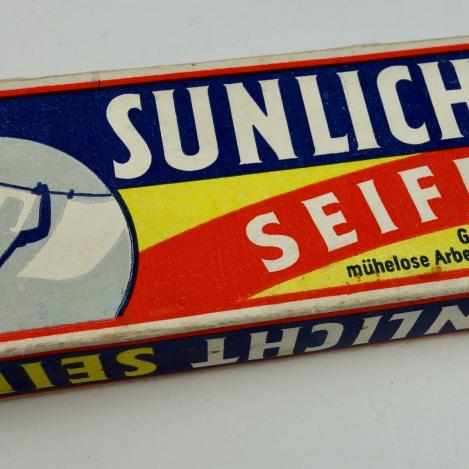 SUNLICH
SEIF
G
mühelose Arbe
NLICHT SEI